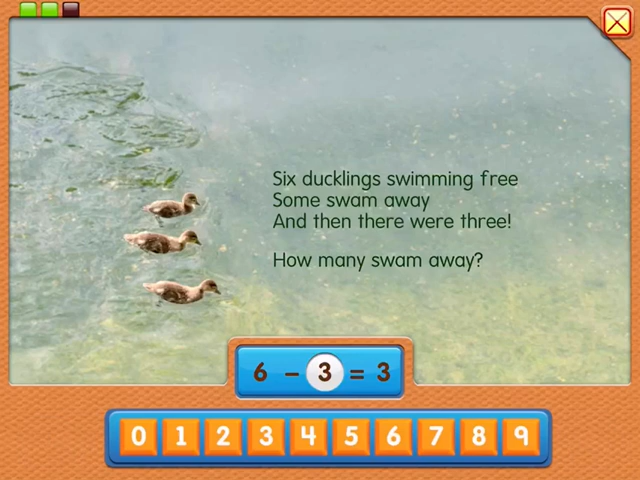 Six ducklings swimming free
Some swam away
And then there were three!
How many swam away?
6 – 3 = 3
0 1 2 3 4 5 6 7 8 9